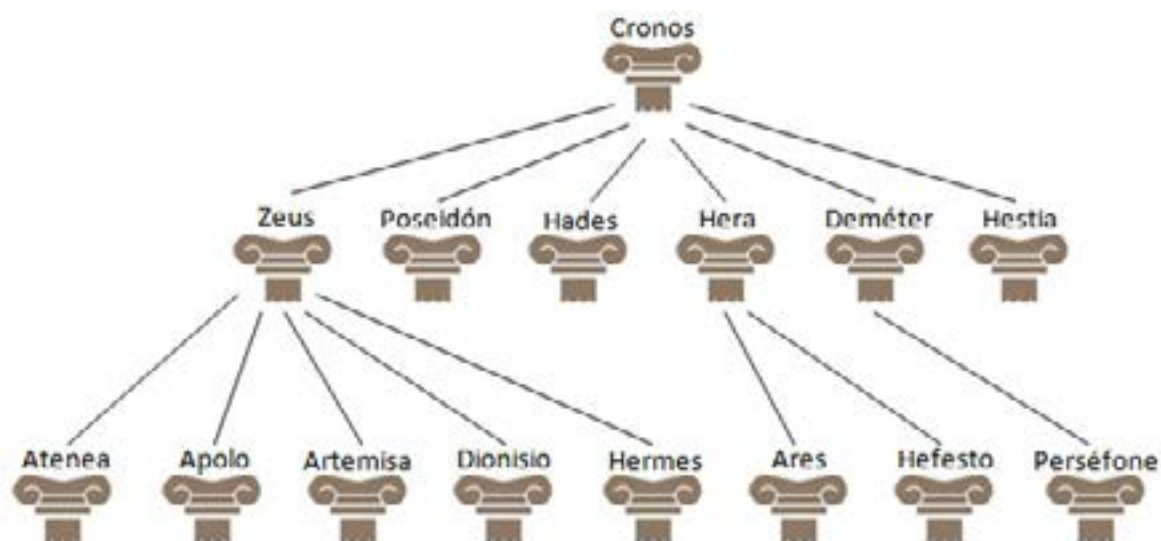 Cronos
Zeus Poseidón Hades Hera Deméter Hestia
Atenea Apolo Artemisa Dionisio Hermes Ares Hefesto Perséfone